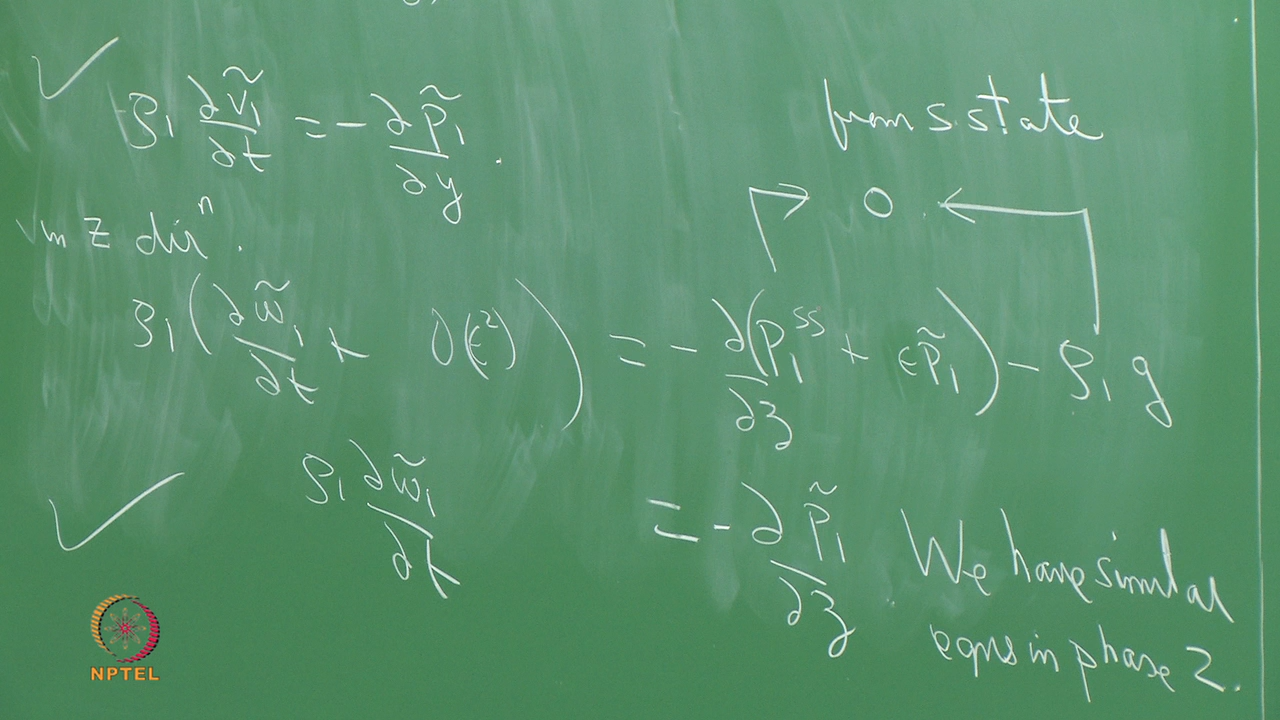 ✓
ρ₁ ∂ṽ₁/∂t = - ∂p̃₁/∂y .
from s.state
in z dirⁿ.
0
ρ₁ ( ∂w̃₁/∂t + O(ϵ²) ) = - ∂(p₁ˢˢ + ϵp̃₁)/∂z - ρ₁ g
✓
ρ₁ ∂w̃₁/∂t = - ∂p̃₁/∂z
We have similar
eqns in phase 2.
NPTEL